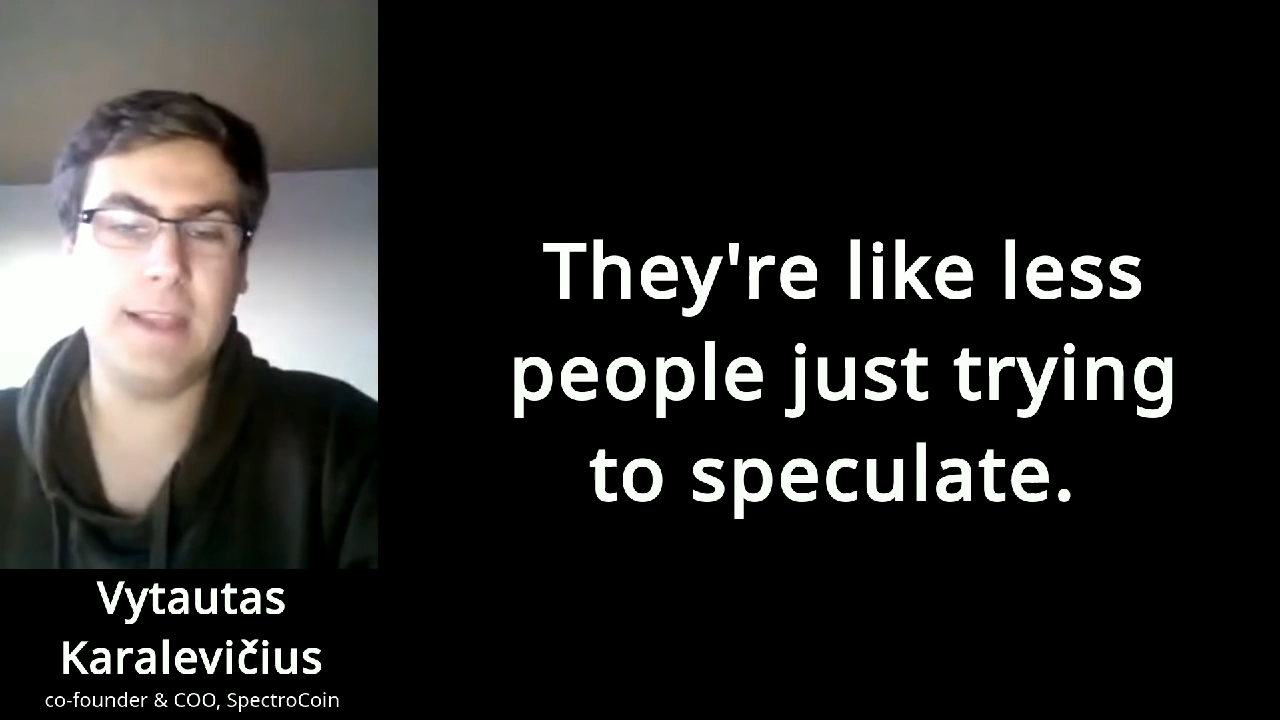 They're like less
people just trying
to speculate.
Vytautas
Karalevičius
co-founder & COO, SpectroCoin